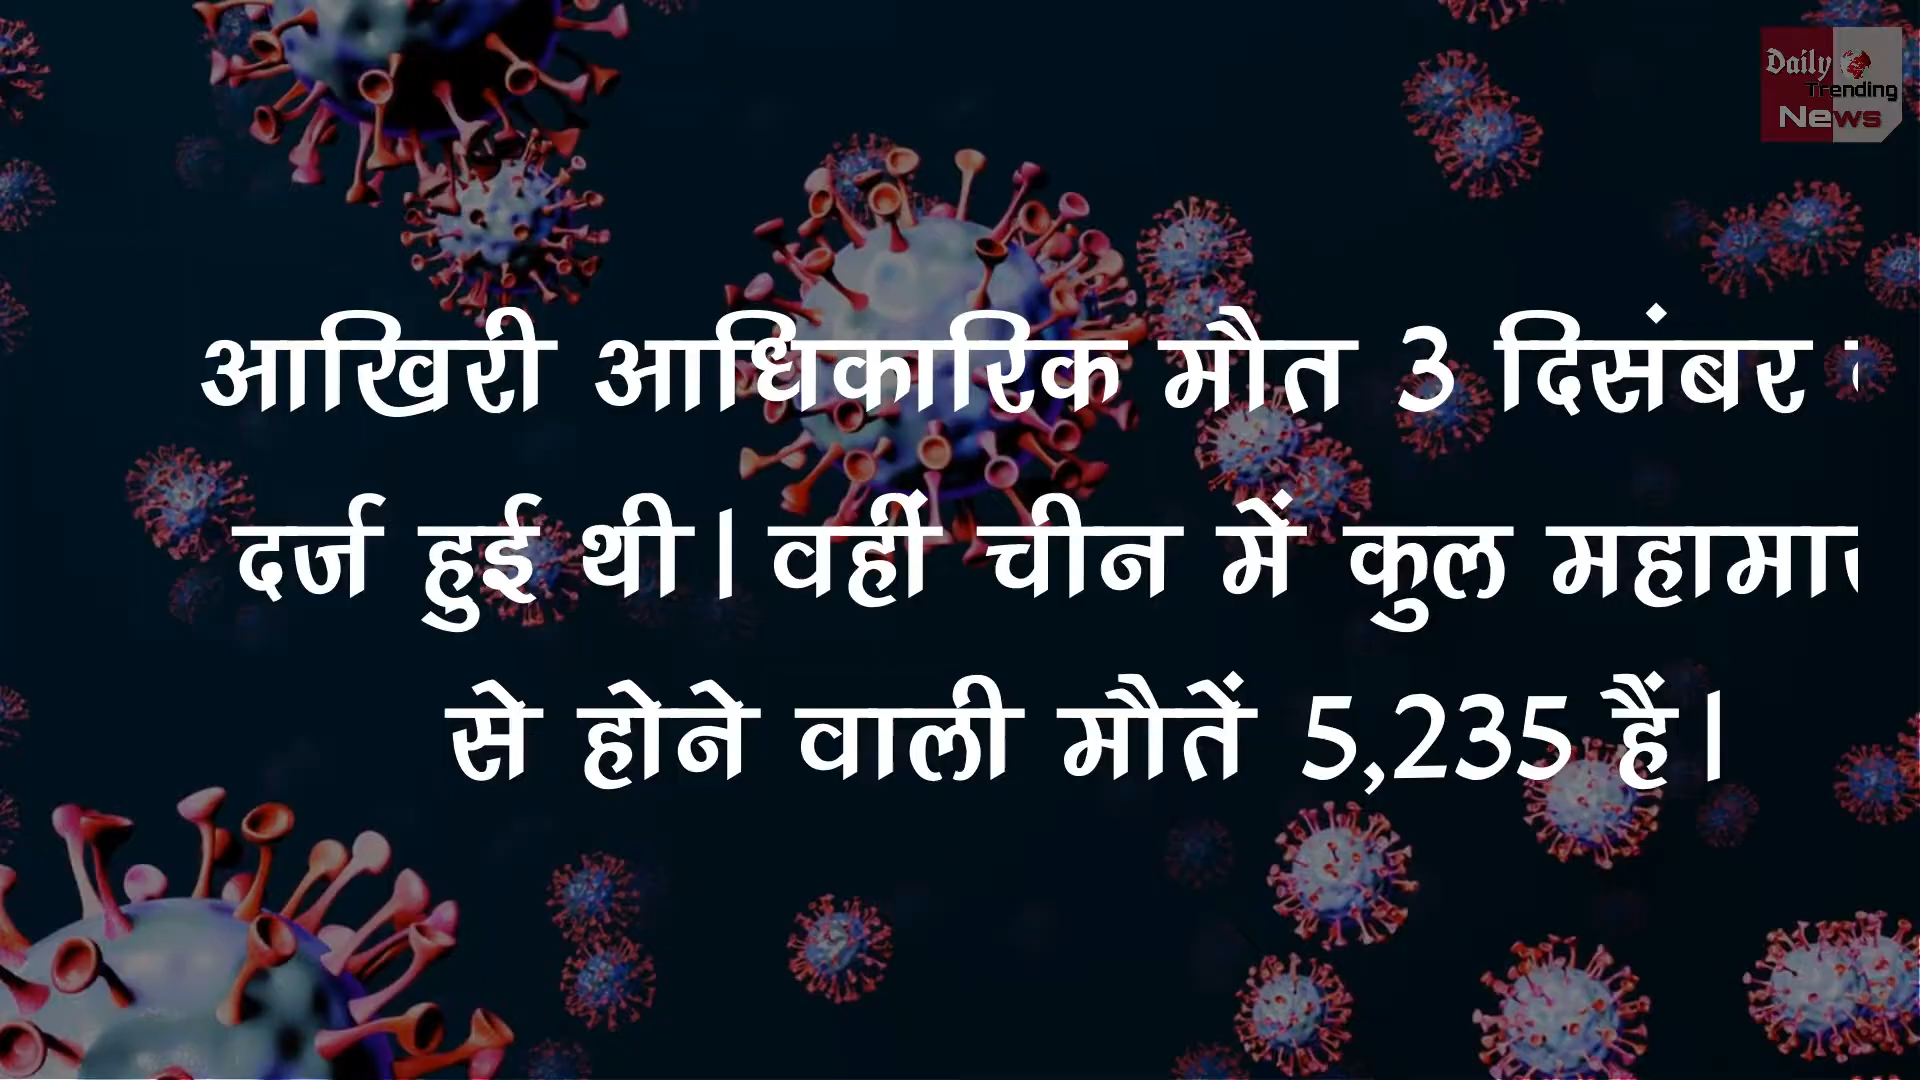 Daily
Trending
News
आखिरी आधिकारिक मौत 3 दिसंबर
दर्ज हुई थी। वहीं चीन में कुल
से होने वाली मौतें 5,235 हैं।